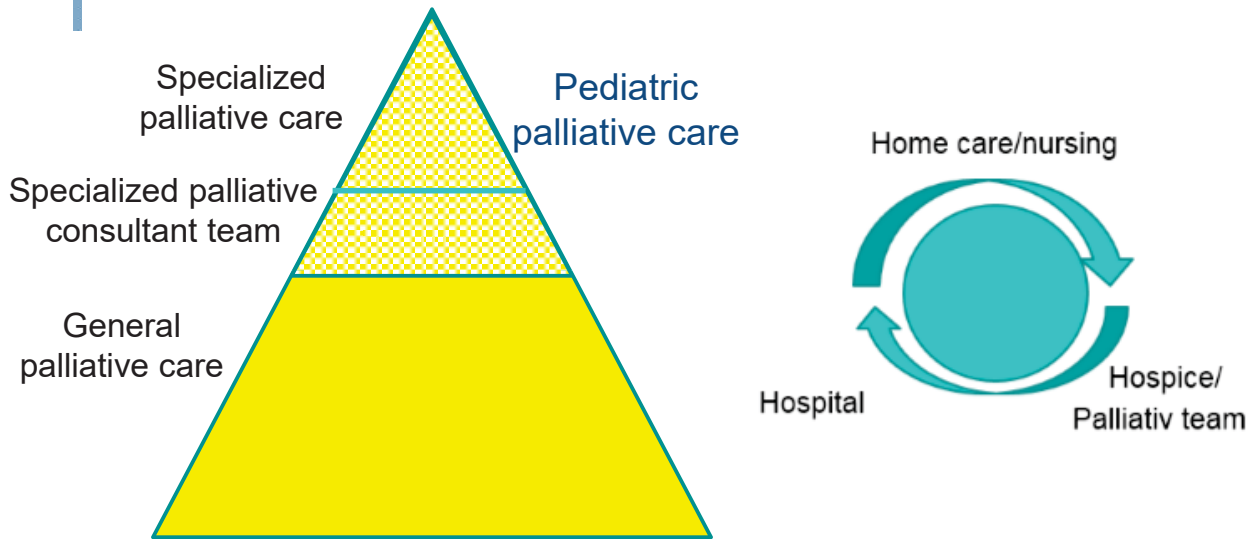 Specialized
palliative care
Pediatric
palliative care
Specialized palliative
consultant team
General
palliative care
Home care/nursing
Hospital
Hospice/
Palliativ team